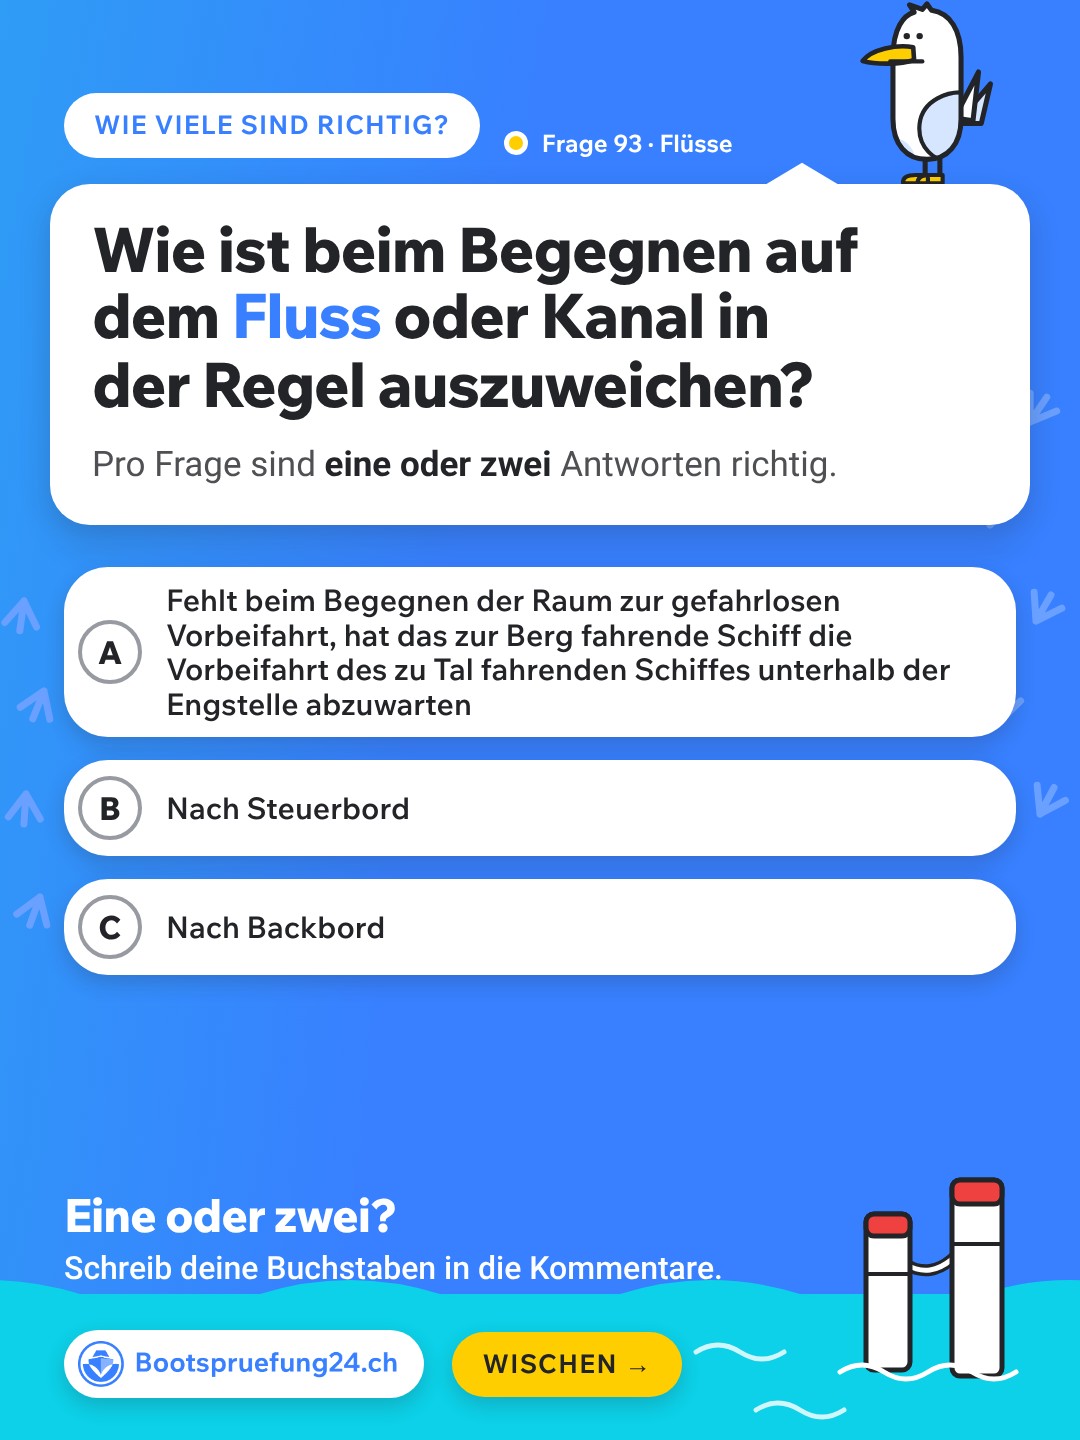 WIE VIELE SIND RICHTIG?
Frage 93 · Flüsse
Wie ist beim Begegnen auf
dem Fluss oder Kanal in
der Regel auszuweichen?
Pro Frage sind eine oder zwei Antworten richtig.
A
Fehlt beim Begegnen der Raum zur gefahrlosen
Vorbeifahrt, hat das zur Berg fahrende Schiff die
Vorbeifahrt des zu Tal fahrenden Schiffes unterhalb der
Engstelle abzuwarten
B
Nach Steuerbord
C
Nach Backbord
Eine oder zwei?
Schreib deine Buchstaben in die Kommentare.
Bootspruefung24.ch
WISCHEN →